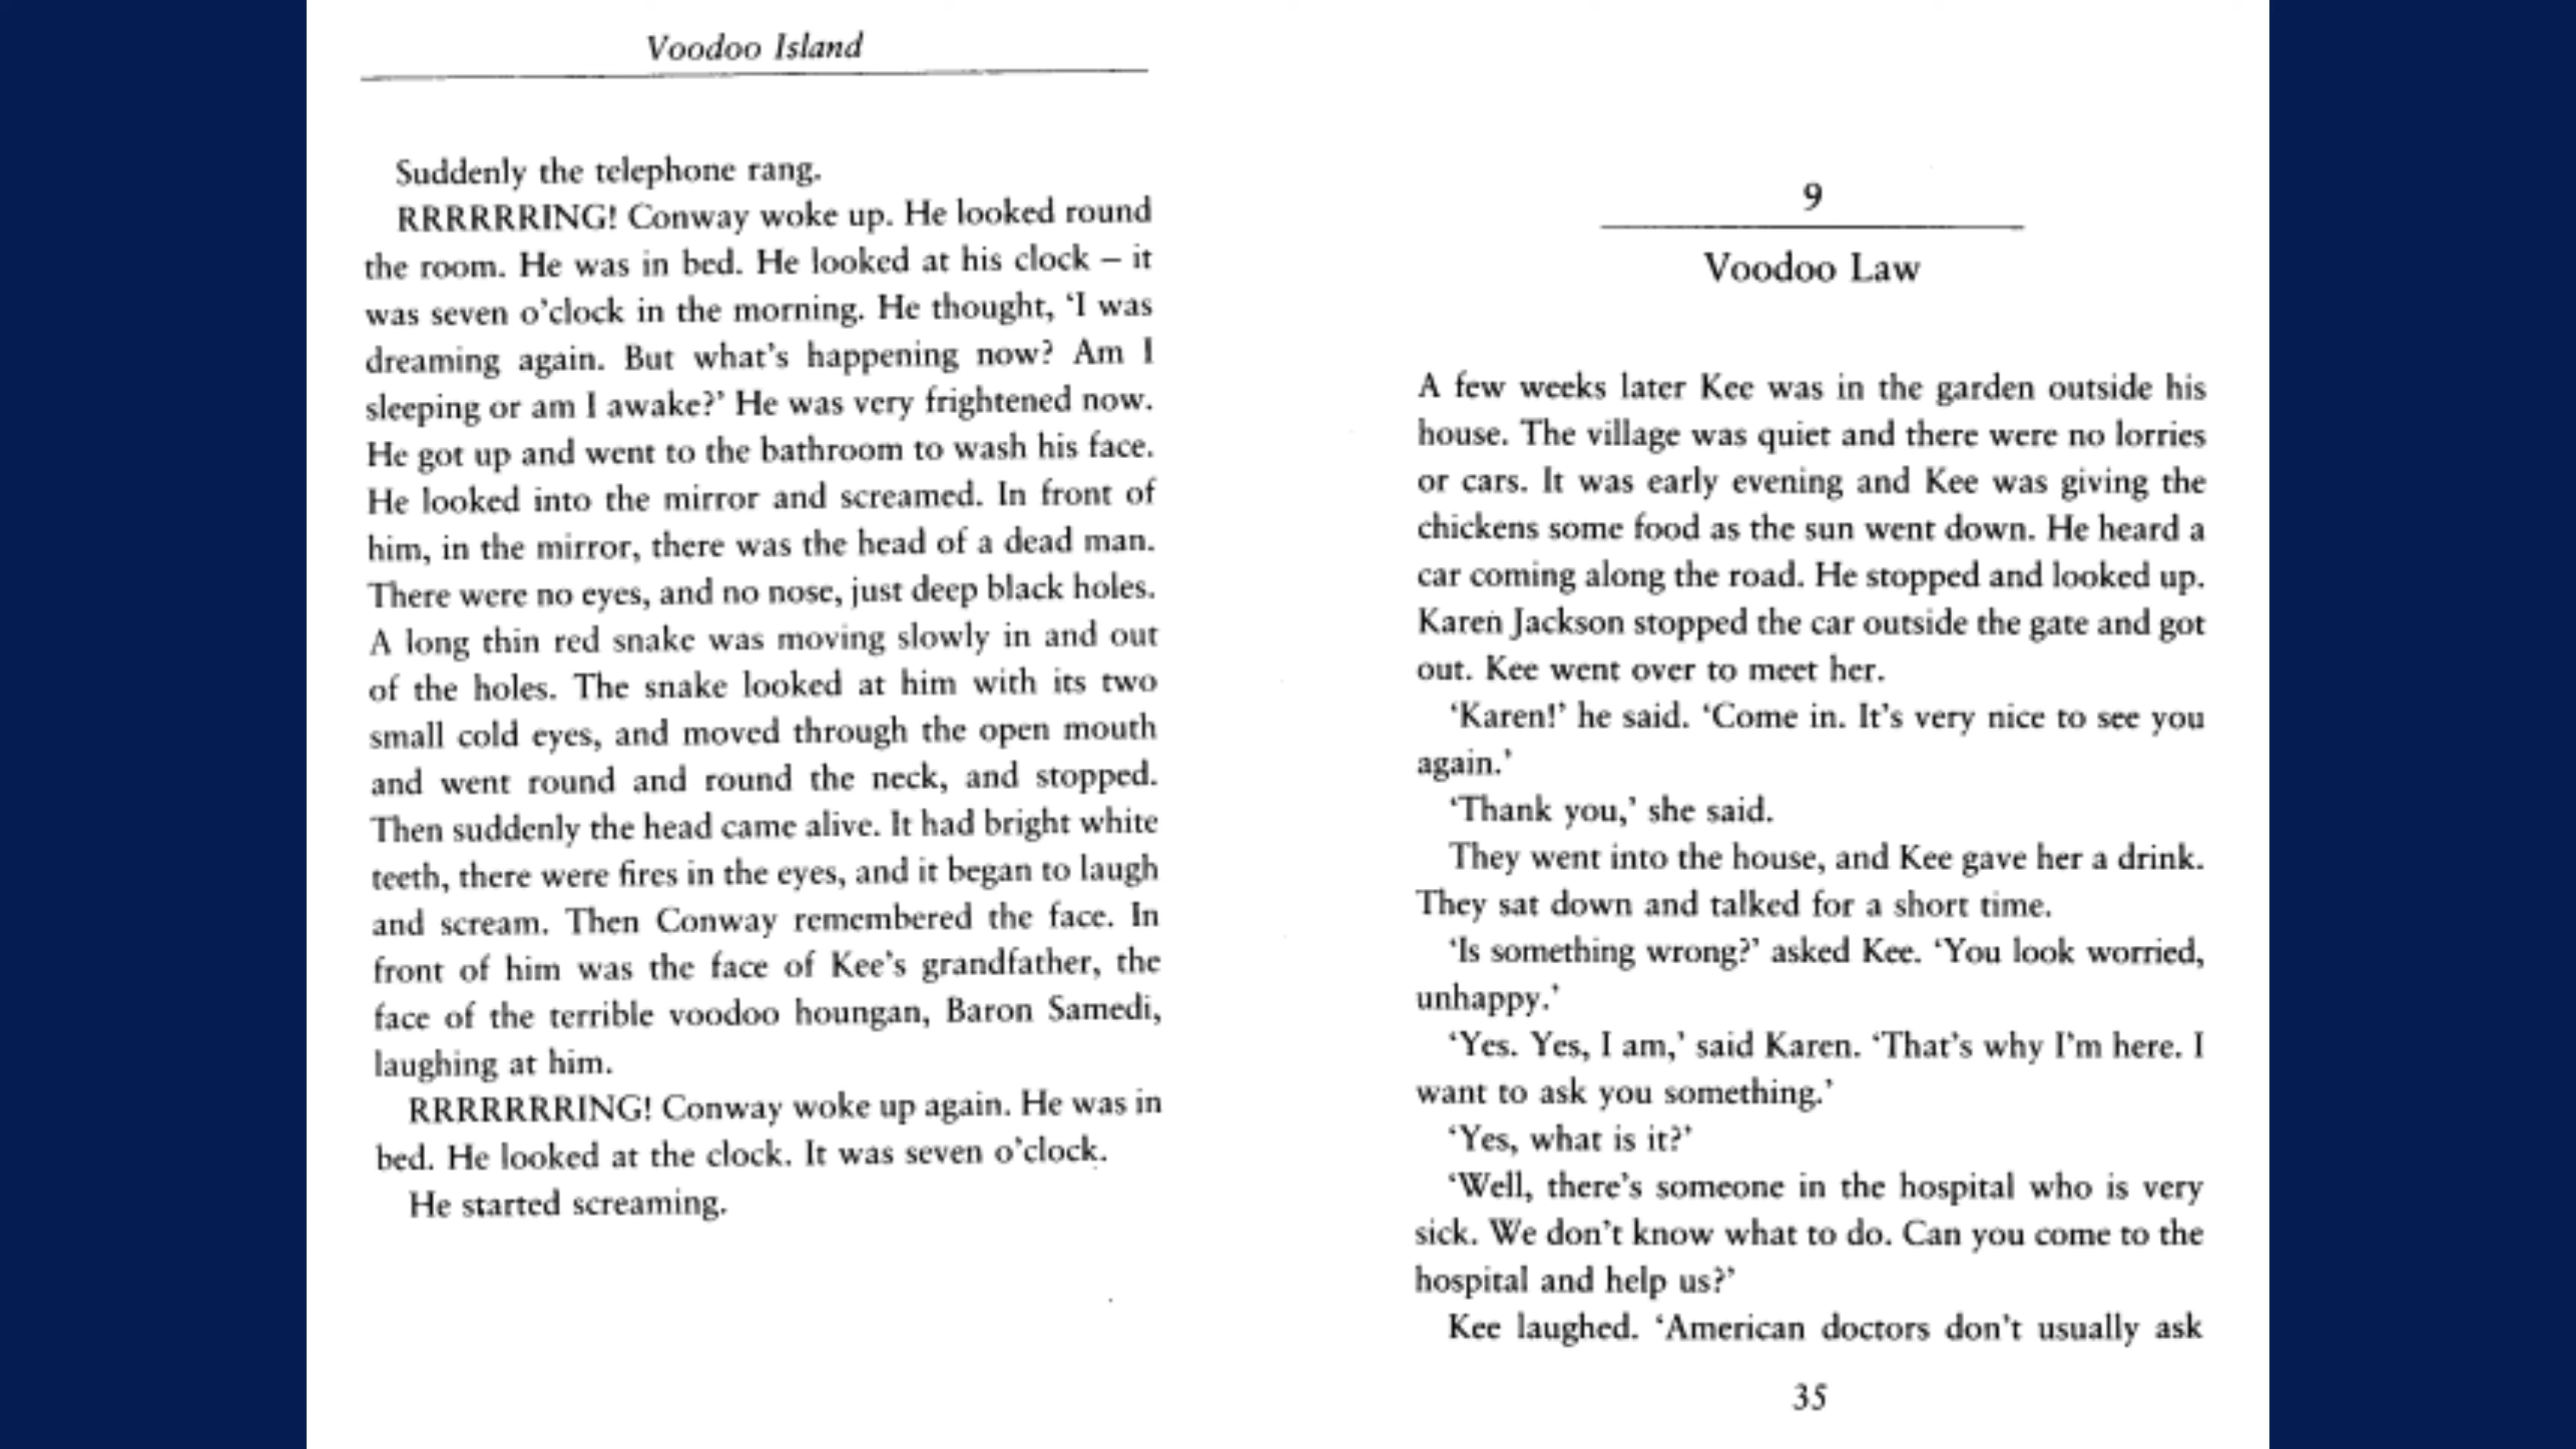 Voodoo Island
Suddenly the telephone rang.
RRRRRRING! Conway woke up. He looked round
the room. He was in bed. He looked at his clock – it
was seven o'clock in the morning. He thought, ‘I was
dreaming again. But what's happening now? Am I
sleeping or am I awake?’ He was very frightened now.
He got up and went to the bathroom to wash his face.
He looked into the mirror and screamed. In front of
him, in the mirror, there was the head of a dead man.
There were no eyes, and no nose, just deep black holes.
A long thin red snake was moving slowly in and out
of the holes. The snake looked at him with its two
small cold eyes, and moved through the open mouth
and went round and round the neck, and stopped.
Then suddenly the head came alive. It had bright white
teeth, there were fires in the eyes, and it began to laugh
and scream. Then Conway remembered the face. In
front of him was the face of Kee's grandfather, the
face of the terrible voodoo houngan, Baron Samedi,
laughing at him.
RRRRRRRING! Conway woke up again. He was in
bed. He looked at the clock. It was seven o'clock.
He started screaming.
9
Voodoo Law
A few weeks later Kee was in the garden outside his
house. The village was quiet and there were no lorries
or cars. It was early evening and Kee was giving the
chickens some food as the sun went down. He heard a
car coming along the road. He stopped and looked up.
Karen Jackson stopped the car outside the gate and got
out. Kee went over to meet her.
‘Karen!’ he said. ‘Come in. It's very nice to see you
again.’
‘Thank you,’ she said.
They went into the house, and Kee gave her a drink.
They sat down and talked for a short time.
‘Is something wrong?’ asked Kee. ‘You look worried,
unhappy.’
‘Yes. Yes, I am,’ said Karen. ‘That's why I'm here. I
want to ask you something.’
‘Yes, what is it?’
‘Well, there's someone in the hospital who is very
sick. We don't know what to do. Can you come to the
hospital and help us?’
Kee laughed. ‘American doctors don't usually ask
35